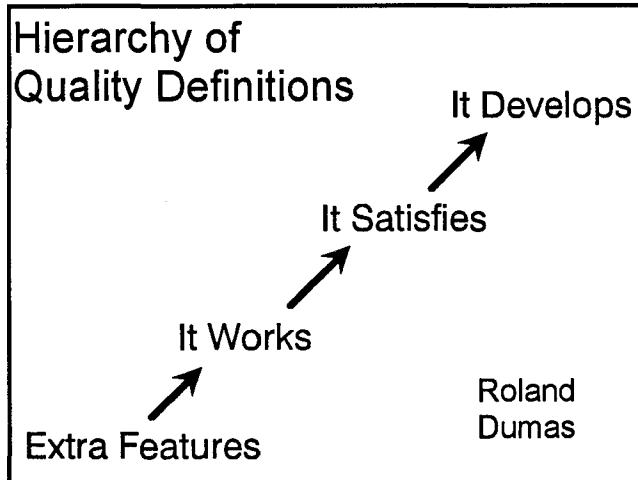 Hierarchy of
Quality Definitions
It Develops
It Satisfies
It Works
Extra Features
Roland
Dumas